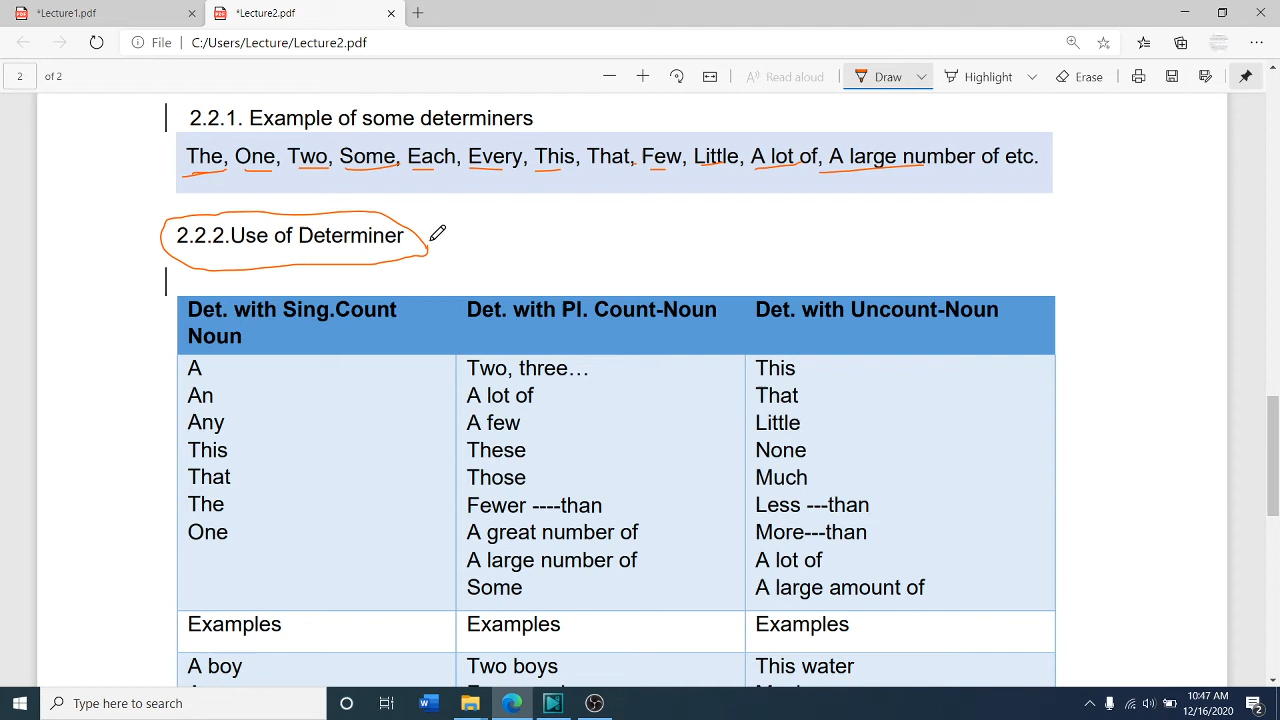 *Lecture1.pdf
*Lecture2.pdf
File C:/Users/Lecture/Lecture2.pdf
2 of 2
Read aloud
Draw
Highlight
Erase
2.2.1. Example of some determiners
The, One, Two, Some, Each, Every, This, That, Few, Little, A lot of, A large number of etc.
2.2.2.Use of Determiner
Det. with Sing.Count
Noun
Det. with Pl. Count-Noun
Det. with Uncount-Noun
A
An
Any
This
That
The
One
Two, three…
A lot of
A few
These
Those
Fewer ----than
A great number of
A large number of
Some
This
That
Little
None
Much
Less ---than
More---than
A lot of
A large amount of
Examples
Examples
Examples
A boy
Two boys
This water
Type here to search
10:47 AM
12/16/2020